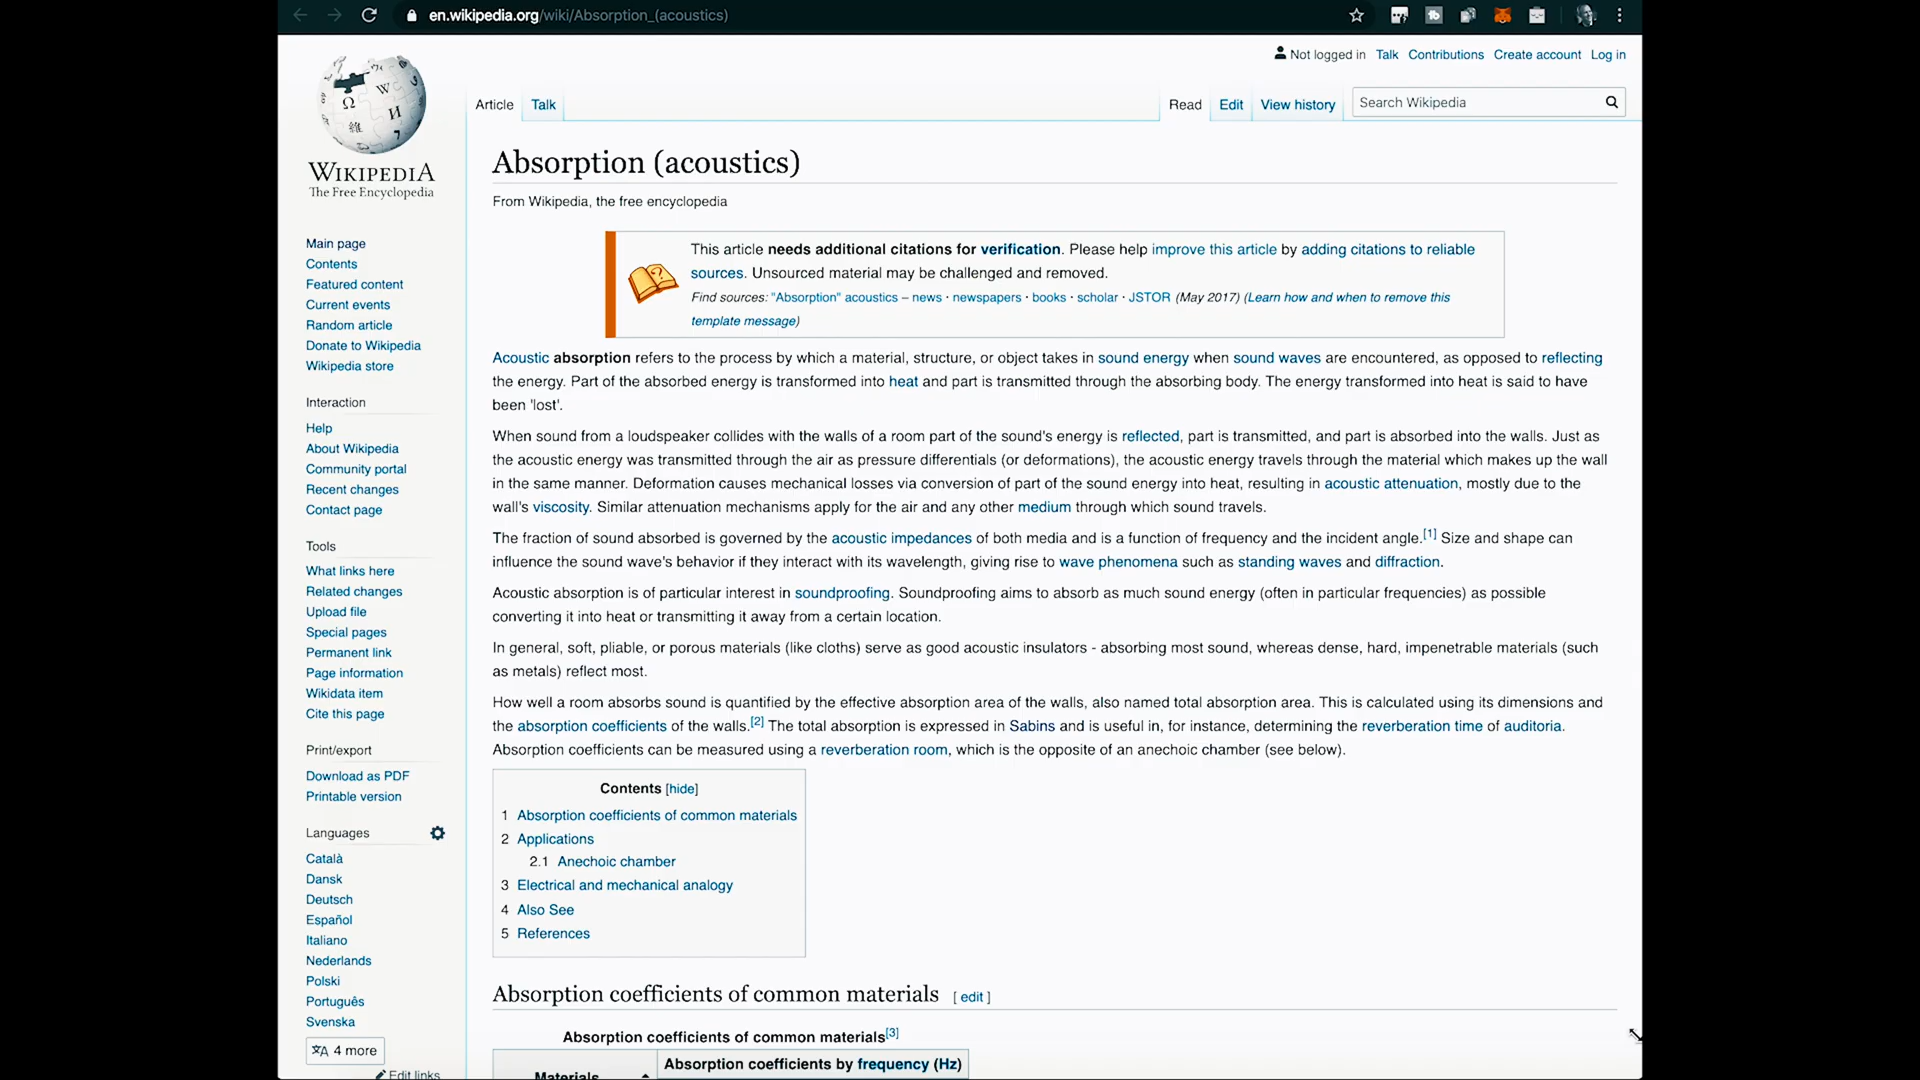 en.wikipedia.org/wiki/Absorption_(acoustics)
Not logged in Talk Contributions Create account Log in
Article Talk Read Edit View history Search Wikipedia
WIKIPEDIA
The Free Encyclopedia
Absorption (acoustics)
From Wikipedia, the free encyclopedia
This article needs additional citations for verification. Please help improve this article by adding citations to reliable
sources. Unsourced material may be challenged and removed.
Find sources: "Absorption" acoustics – news · newspapers · books · scholar · JSTOR (May 2017) (Learn how and when to remove this
template message)
Acoustic absorption refers to the process by which a material, structure, or object takes in sound energy when sound waves are encountered, as opposed to reflecting
the energy. Part of the absorbed energy is transformed into heat and part is transmitted through the absorbing body. The energy transformed into heat is said to have
been 'lost'.
When sound from a loudspeaker collides with the walls of a room part of the sound's energy is reflected, part is transmitted, and part is absorbed into the walls. Just as
the acoustic energy was transmitted through the air as pressure differentials (or deformations), the acoustic energy travels through the material which makes up the wall
in the same manner. Deformation causes mechanical losses via conversion of part of the sound energy into heat, resulting in acoustic attenuation, mostly due to the
wall's viscosity. Similar attenuation mechanisms apply for the air and any other medium through which sound travels.
The fraction of sound absorbed is governed by the acoustic impedances of both media and is a function of frequency and the incident angle.[1] Size and shape can
influence the sound wave's behavior if they interact with its wavelength, giving rise to wave phenomena such as standing waves and diffraction.
Acoustic absorption is of particular interest in soundproofing. Soundproofing aims to absorb as much sound energy (often in particular frequencies) as possible
converting it into heat or transmitting it away from a certain location.
In general, soft, pliable, or porous materials (like cloths) serve as good acoustic insulators - absorbing most sound, whereas dense, hard, impenetrable materials (such
as metals) reflect most.
How well a room absorbs sound is quantified by the effective absorption area of the walls, also named total absorption area. This is calculated using its dimensions and
the absorption coefficients of the walls.[2] The total absorption is expressed in Sabins and is useful in, for instance, determining the reverberation time of auditoria.
Absorption coefficients can be measured using a reverberation room, which is the opposite of an anechoic chamber (see below).
Contents [hide]
1 Absorption coefficients of common materials
2 Applications
2.1 Anechoic chamber
3 Electrical and mechanical analogy
4 Also See
5 References
Absorption coefficients of common materials [ edit ]
Absorption coefficients of common materials[3]
Absorption coefficients by frequency (Hz)
Materials
Main page
Contents
Featured content
Current events
Random article
Donate to Wikipedia
Wikipedia store
Interaction
Help
About Wikipedia
Community portal
Recent changes
Contact page
Tools
What links here
Related changes
Upload file
Special pages
Permanent link
Page information
Wikidata item
Cite this page
Print/export
Download as PDF
Printable version
Languages
Català
Dansk
Deutsch
Español
Italiano
Nederlands
Polski
Português
Svenska
4 more
Edit links